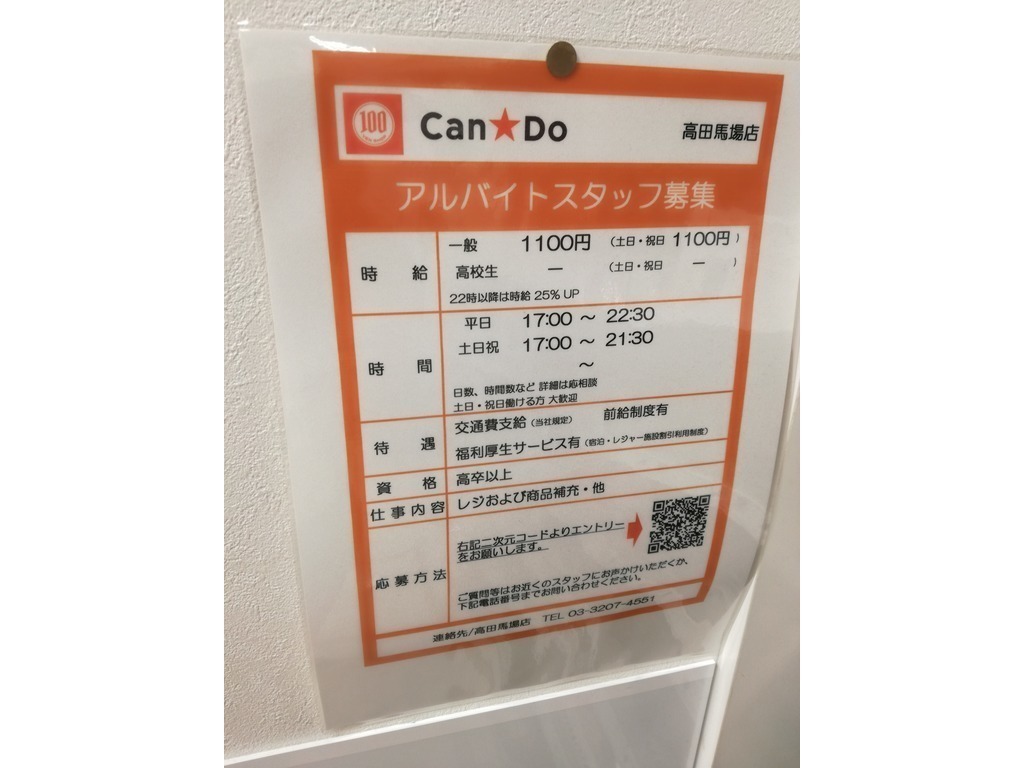 100
Can★Do
高田馬場店
アルバイトスタッフ募集
時給
一般 1100円 (土日・祝日 1100円)
高校生 ー (土日・祝日 ー )
22時以降は時給 25% UP
時間
平日 17:00 ～ 22:30
土日祝 17:00 ～ 21:30
～
日数、時間数など 詳細は応相談
土日・祝日働ける方 大歓迎
待遇
交通費支給(当社規定) 前給制度有
福利厚生サービス有(宿泊・レジャー施設割引利用制度)
資格
高卒以上
仕事内容
レジおよび商品補充・他
応募方法
右記二次元コードよりエントリー
をお願いします。
ご質問等はお近くのスタッフにお声かけいただくか、
下記電話番号までお問い合わせください。
連絡先/高田馬場店 TEL 03-3207-4551